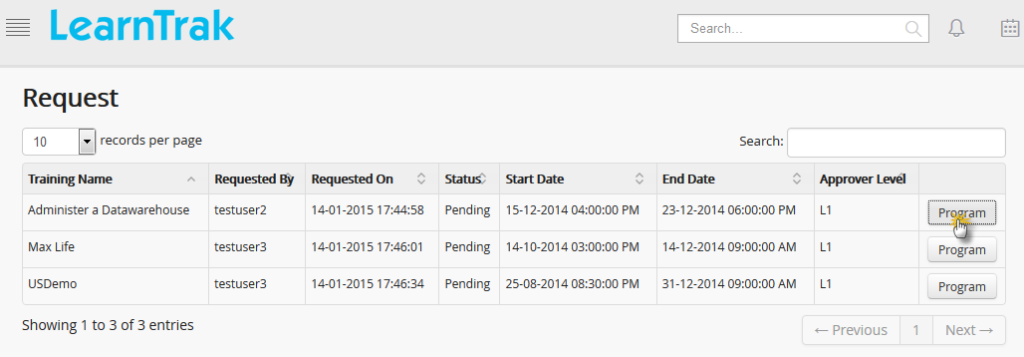 LearnTrak
Search...
Request
10 records per page Search:
Training Name Requested By Requested On Status Start Date End Date Approver Level
Administer a Datawarehouse testuser2 14-01-2015 17:44:58 Pending 15-12-2014 04:00:00 PM 23-12-2014 06:00:00 PM L1 Program
Max Life testuser3 14-01-2015 17:46:01 Pending 14-10-2014 03:00:00 PM 14-12-2014 09:00:00 AM L1 Program
USDemo testuser3 14-01-2015 17:46:34 Pending 25-08-2014 08:30:00 PM 31-12-2014 09:00:00 AM L1 Program
Showing 1 to 3 of 3 entries ← Previous 1 Next →